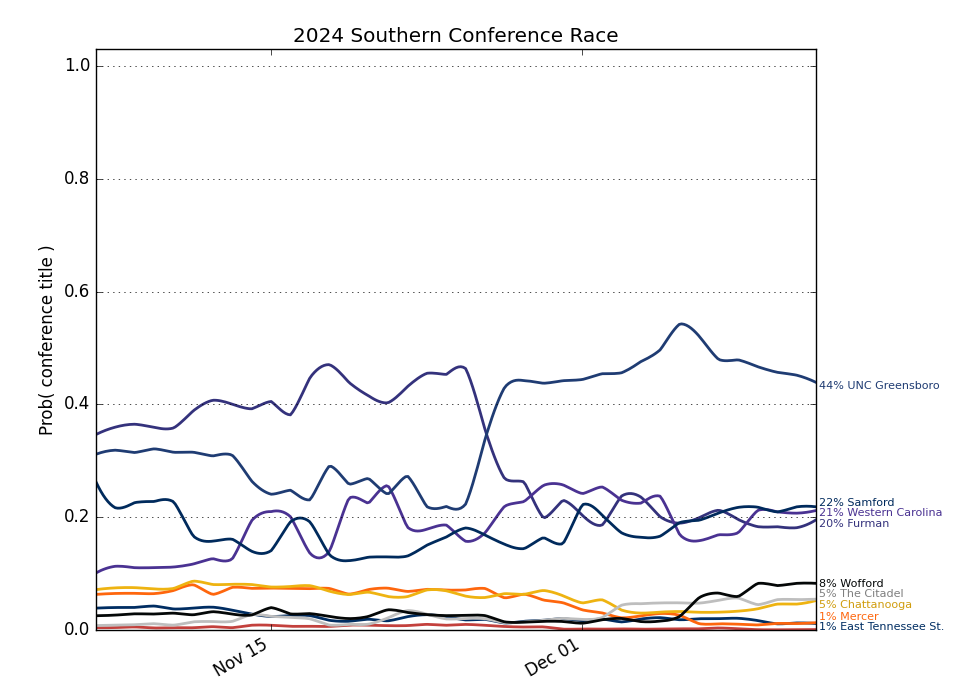 2024 Southern Conference Race
1.0
0.8
0.6
0.4
0.2
0.0
Prob( conference title )
Nov 15
Dec 01
44% UNC Greensboro
22% Samford
21% Western Carolina
20% Furman
8% Wofford
5% The Citadel
5% Chattanooga
1% Mercer
1% East Tennessee St.